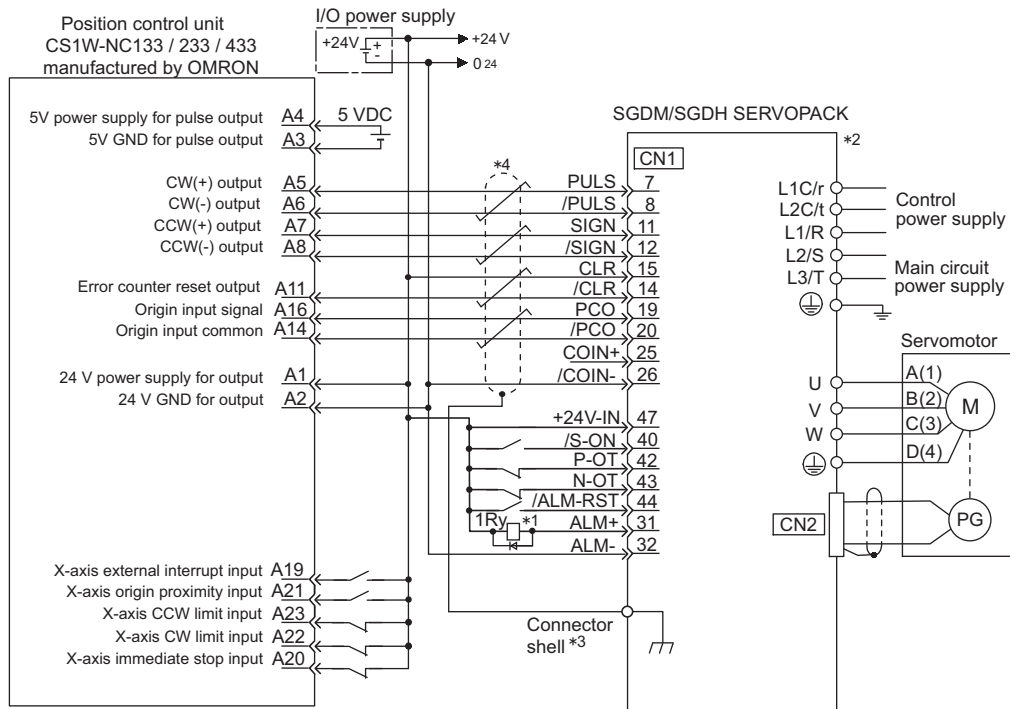 I/O power supply
Position control unit
CS1W-NC133 / 233 / 433
manufactured by OMRON
+24V
+
-
+24 V
0 24
5V power supply for pulse output A4 5 VDC
5V GND for pulse output A3
SGDM/SGDH SERVOPACK
*2
CN1
*4
CW(+) output A5 PULS 7
CW(-) output A6 /PULS 8
CCW(+) output A7 SIGN 11
CCW(-) output A8 /SIGN 12
CLR 15
Error counter reset output A11 /CLR 14
Origin input signal A16 PCO 19
Origin input common A14 /PCO 20
COIN+ 25
24 V power supply for output A1 /COIN- 26
24 V GND for output A2
+24V-IN 47
/S-ON 40
P-OT 42
N-OT 43
/ALM-RST 44
1Ry *1 ALM+ 31
ALM- 32
X-axis external interrupt input A19
X-axis origin proximity input A21
X-axis CCW limit input A23
X-axis CW limit input A22
X-axis immediate stop input A20
Connector
shell *3
L1C/r
L2C/t
Control
power supply
L1/R
L2/S
L3/T
Main circuit
power supply
Servomotor
U A(1)
V B(2)
W C(3)
D(4)
M
CN2
PG